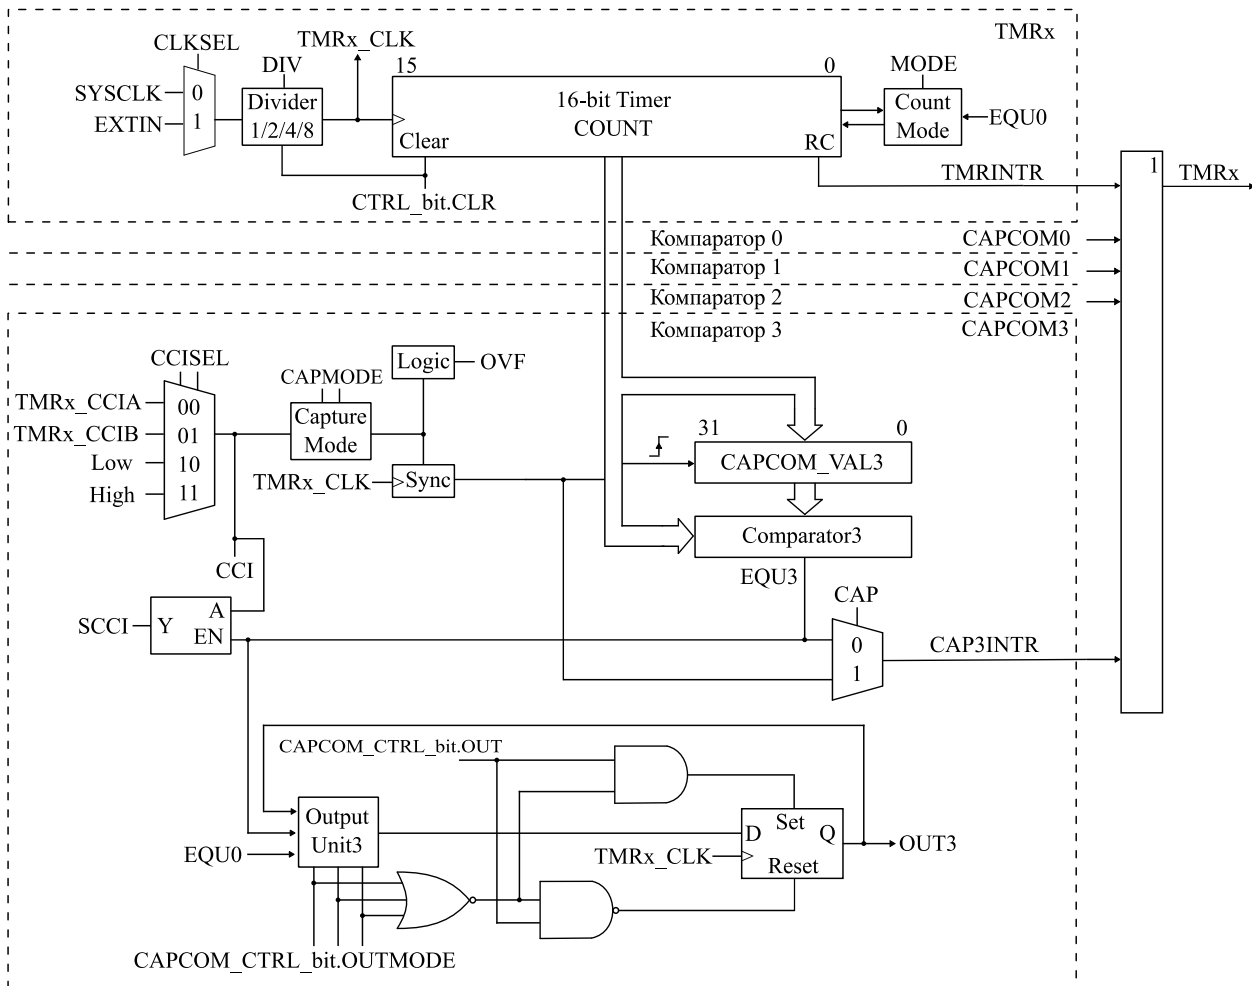 TMRx
CLKSEL
TMRx_CLK
DIV
15
0
MODE
SYSCLK
0
EXTIN
1
Divider
1/2/4/8
16-bit Timer
COUNT
Clear
RC
Count
Mode
EQU0
CTRL_bit.CLR
TMRINTR
1
TMRx
Компаратор 0
CAPCOM0
Компаратор 1
CAPCOM1
Компаратор 2
CAPCOM2
Компаратор 3
CAPCOM3
CCISEL
TMRx_CCIA
00
TMRx_CCIB
01
Low
10
High
11
CAPMODE
Capture
Mode
Logic
OVF
TMRx_CLK
Sync
31
0
CAPCOM_VAL3
Comparator3
EQU3
CCI
SCCI
Y
A
EN
CAP
0
1
CAP3INTR
CAPCOM_CTRL_bit.OUT
Output
Unit3
EQU0
D
Set
Q
Reset
TMRx_CLK
OUT3
CAPCOM_CTRL_bit.OUTMODE